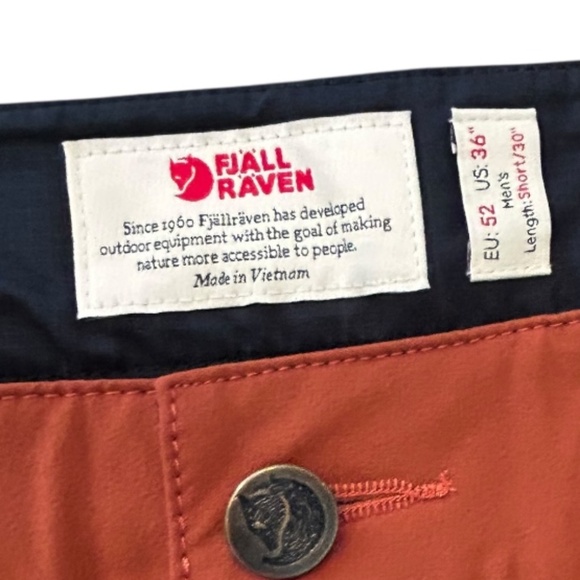 FJÄLL
RÄVEN
Since 1960 Fjällräven has developed
outdoor equipment with the goal of making
nature more accessible to people.
Made in Vietnam
EU: 52 US: 36"
Men's
Length: Short/30"